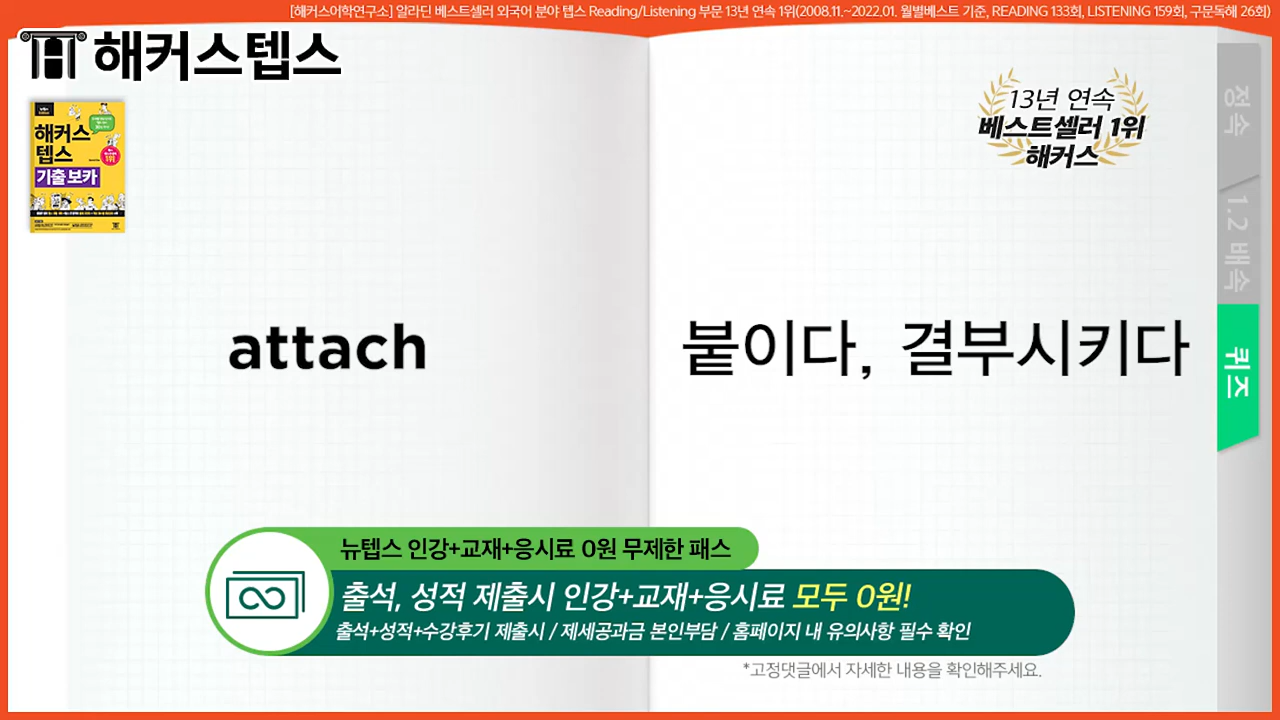 [해커스어학연구소] 알라딘 베스트셀러 외국어 분야 텝스 Reading/Listening 부문 13년 연속 1위(2008.11.~2022.01. 월별베스트 기준, READING 133회, LISTENING 159회, 구문독해 26회)
해커스텝스
해커스
텝스
기출 보카
13년 연속
베스트셀러 1위
해커스
정속
1.2 배속
퀴즈
attach
붙이다, 결부시키다
뉴텝스 인강+교재+응시료 0원 무제한 패스
출석, 성적 제출시 인강+교재+응시료 모두 0원!
출석+성적+수강후기 제출시 / 제세공과금 본인부담 / 홈페이지 내 유의사항 필수 확인
*고정댓글에서 자세한 내용을 확인해주세요.